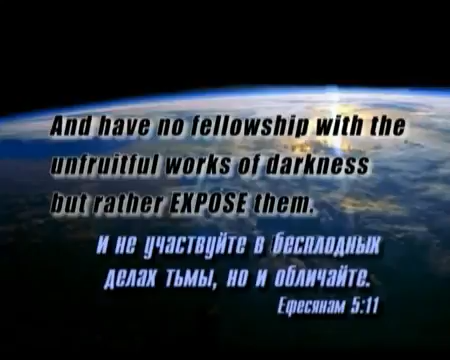 And have no fellowship with the
unfruitful works of darkness
but rather EXPOSE them.
и не участвуйте в бесплодных
делах тьмы, но и обличайте.
Ефесянам 5:11